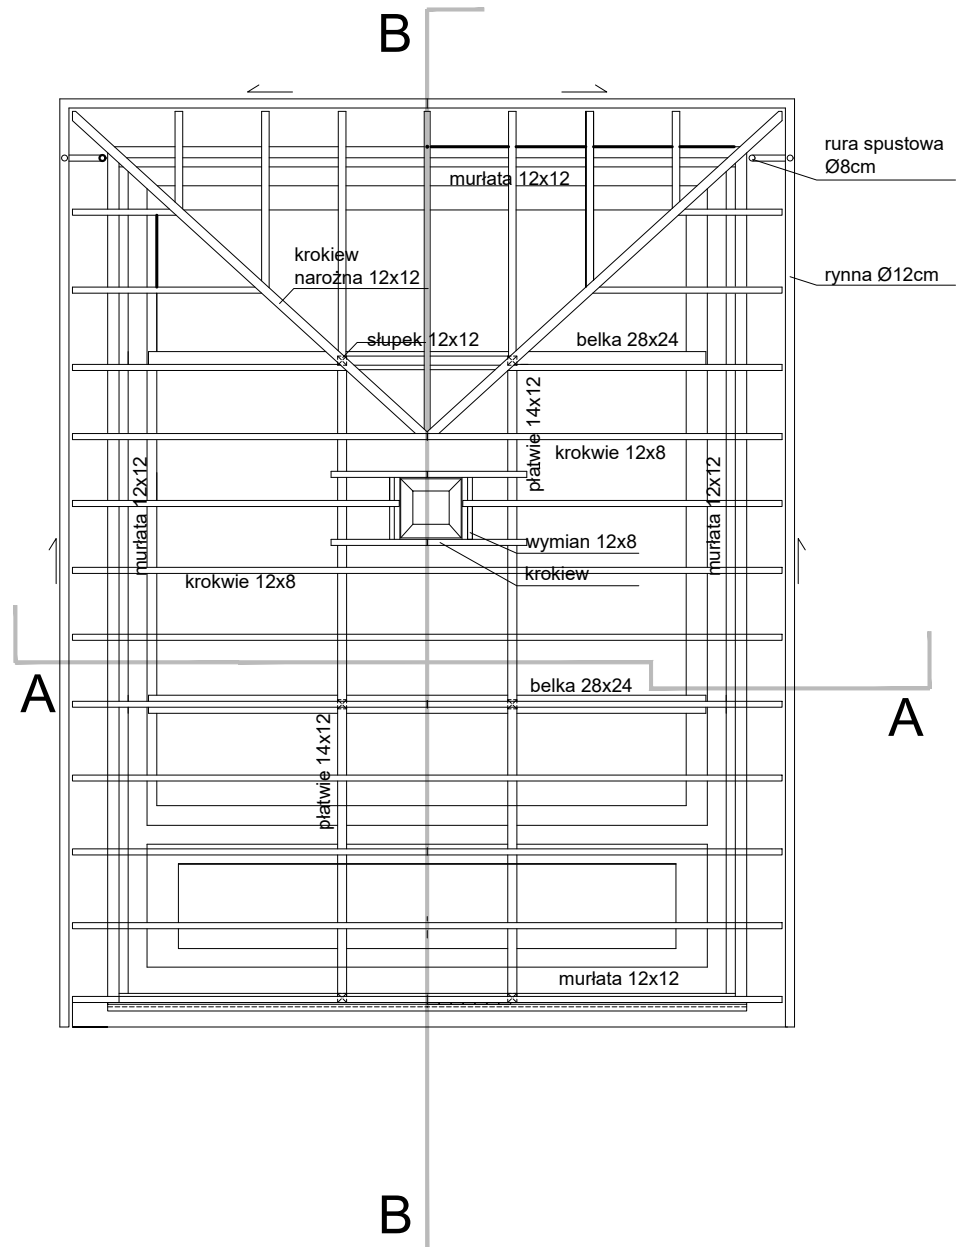 B
rura spustowa
Ø8cm
murłata 12x12
krokiew
narożna 12x12
rynna Ø12cm
słupek 12x12
belka 28x24
płatwie 14x12
krokwie 12x8
murłata 12x12
murłata 12x12
wymian 12x8
krokiew
krokwie 12x8
A
belka 28x24
A
płatwie 14x12
murłata 12x12
B